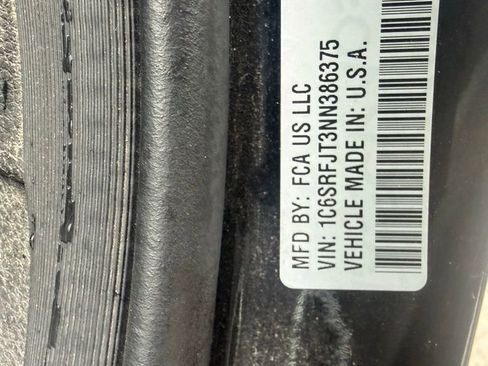 MFD BY: FCA US LLC
VIN: 1C6SRFJT3NN386375
VEHICLE MADE IN: U.S.A.